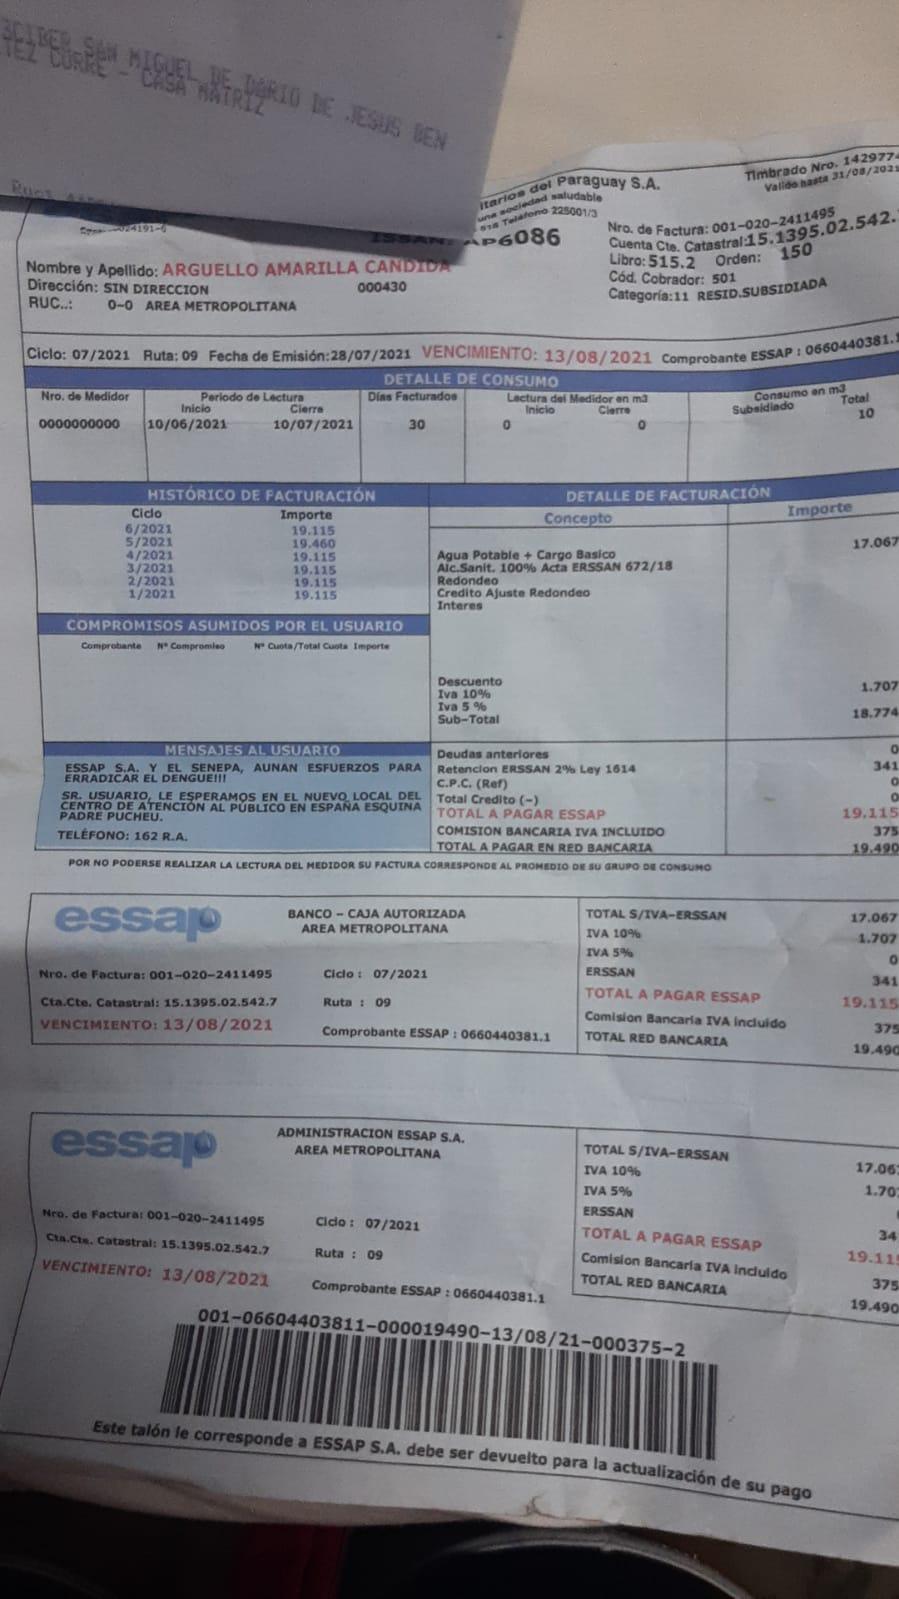 SAN MIGUEL DE DARIO DE JESUS BEN
TEZ CORRE - CASA MATRIZ
itarios del Paraguay S.A.
una sociedad saludable
Teléfono 225001/3
Timbrado Nro. 1429774
Valido hasta 31/08/2021
ISSAN: AP6086
Nro. de Factura: 001-020-2411495
Cuenta Cte. Catastral:15.1395.02.542.
Libro: 515.2 Orden: 150
Cód. Cobrador: 501
Categoría:11 RESID.SUBSIDIADA
Nombre y Apellido: ARGUELLO AMARILLA CANDIDA
Dirección: SIN DIRECCION 000430
RUC..: 0-0 AREA METROPOLITANA
Ciclo: 07/2021 Ruta: 09 Fecha de Emisión:28/07/2021 VENCIMIENTO: 13/08/2021 Comprobante ESSAP : 0660440381.1
DETALLE DE CONSUMO
Nro. de Medidor Periodo de Lectura Días Facturados Lectura del Medidor en m3 Consumo en m3
Inicio Cierre Inicio Cierre Subsidiado Total
0000000000 10/06/2021 10/07/2021 30 0 0 10
HISTÓRICO DE FACTURACIÓN
Ciclo Importe
6/2021 19.115
5/2021 19.460
4/2021 19.115
3/2021 19.115
2/2021 19.115
1/2021 19.115
COMPROMISOS ASUMIDOS POR EL USUARIO
Comprobante Nº Compromiso Nº Cuota/Total Cuota Importe
DETALLE DE FACTURACIÓN
Concepto Importe
Agua Potable + Cargo Basico 17.067
Alc.Sanit. 100% Acta ERSSAN 672/18
Redondeo
Credito Ajuste Redondeo
Interes
Descuento
Iva 10% 1.707
Iva 5 %
Sub-Total 18.774
MENSAJES AL USUARIO
ESSAP S.A. Y EL SENEPA, AUNAN ESFUERZOS PARA
ERRADICAR EL DENGUE!!!
SR. USUARIO, LE ESPERAMOS EN EL NUEVO LOCAL DEL
CENTRO DE ATENCIÓN AL PÚBLICO EN ESPAÑA ESQUINA
PADRE PUCHEU.
TELÉFONO: 162 R.A.
Deudas anteriores 0
Retencion ERSSAN 2% Ley 1614 341
C.P.C. (Ref) 0
Total Credito (-) 0
TOTAL A PAGAR ESSAP 19.115
COMISION BANCARIA IVA INCLUIDO 375
TOTAL A PAGAR EN RED BANCARIA 19.490
POR NO PODERSE REALIZAR LA LECTURA DEL MEDIDOR SU FACTURA CORRESPONDE AL PROMEDIO DE SU GRUPO DE CONSUMO
essap
BANCO - CAJA AUTORIZADA
AREA METROPOLITANA
Nro. de Factura: 001-020-2411495 Ciclo : 07/2021
Cta.Cte. Catastral: 15.1395.02.542.7 Ruta : 09
VENCIMIENTO: 13/08/2021 Comprobante ESSAP : 0660440381.1
TOTAL S/IVA-ERSSAN 17.067
IVA 10% 1.707
IVA 5% 0
ERSSAN 341
TOTAL A PAGAR ESSAP 19.115
Comision Bancaria IVA incluido 375
TOTAL RED BANCARIA 19.490
essap
ADMINISTRACION ESSAP S.A.
AREA METROPOLITANA
Nro. de Factura: 001-020-2411495 Ciclo : 07/2021
Cta.Cte. Catastral: 15.1395.02.542.7 Ruta : 09
VENCIMIENTO: 13/08/2021 Comprobante ESSAP : 0660440381.1
TOTAL S/IVA-ERSSAN 17.06
IVA 10% 1.70
IVA 5%
ERSSAN 34
TOTAL A PAGAR ESSAP 19.11
Comision Bancaria IVA incluido 375
TOTAL RED BANCARIA 19.490
001-06604403811-000019490-13/08/21-000375-2
Este talón le corresponde a ESSAP S.A. debe ser devuelto para la actualización de su pago